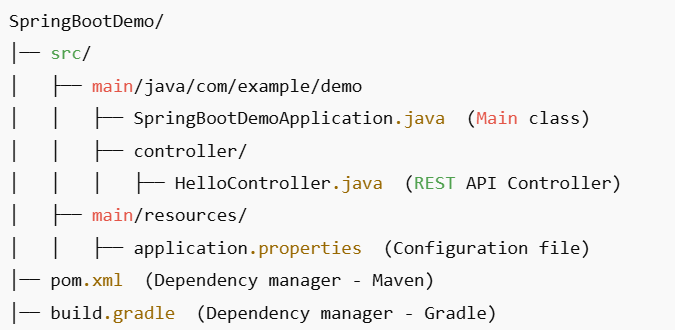 SpringBootDemo/
│── src/
│   ├── main/java/com/example/demo
│   │   ├── SpringBootDemoApplication.java  (Main class)
│   │   ├── controller/
│   │   │   ├── HelloController.java  (REST API Controller)
│   ├── main/resources/
│   │   ├── application.properties  (Configuration file)
│── pom.xml  (Dependency manager - Maven)
│── build.gradle  (Dependency manager - Gradle)